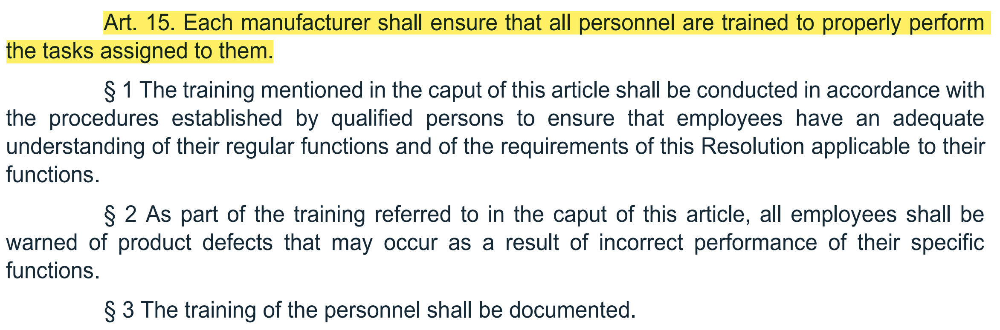 Art. 15. Each manufacturer shall ensure that all personnel are trained to properly perform
the tasks assigned to them.
§ 1 The training mentioned in the caput of this article shall be conducted in accordance with
the procedures established by qualified persons to ensure that employees have an adequate
understanding of their regular functions and of the requirements of this Resolution applicable to their
functions.
§ 2 As part of the training referred to in the caput of this article, all employees shall be
warned of product defects that may occur as a result of incorrect performance of their specific
functions.
§ 3 The training of the personnel shall be documented.